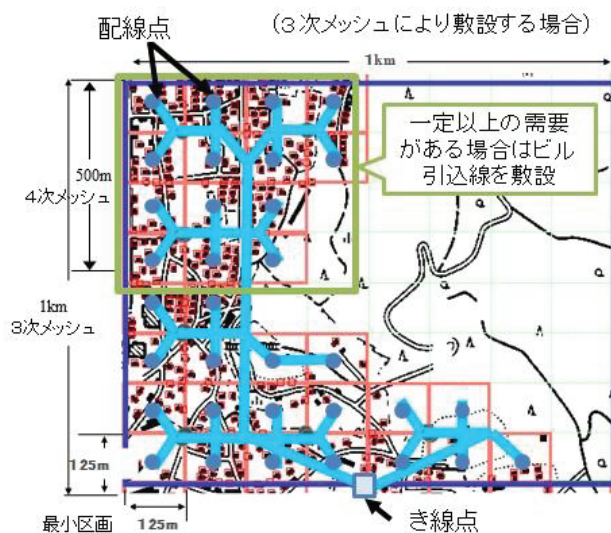 配線点
(３次メッシュにより敷設する場合)
1km
一定以上の需要
がある場合はビル
引込線を敷設
500m
４次メッシュ
1km
３次メッシュ
125m
125m
最小区画
き線点